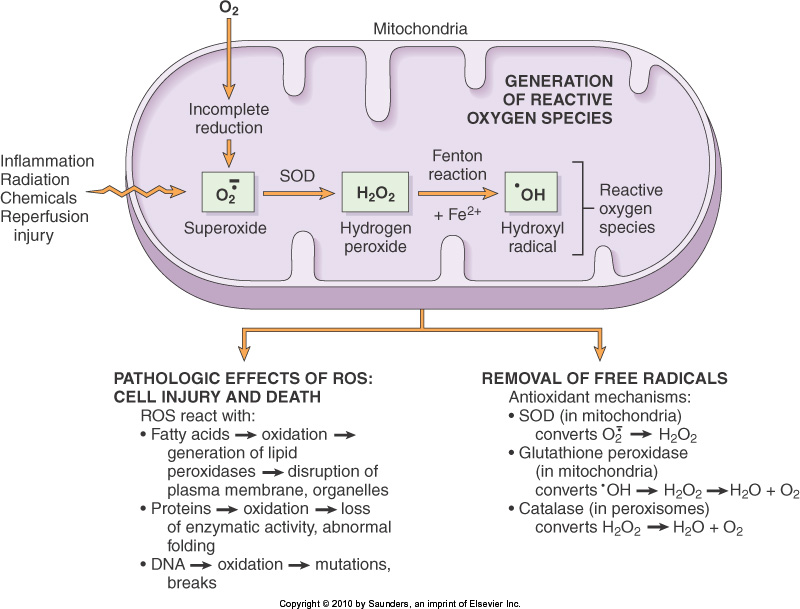 O₂
Mitochondria
GENERATION
OF REACTIVE
OXYGEN SPECIES
Incomplete
reduction
Inflammation
Radiation
Chemicals
Reperfusion
injury
O₂•̅
Superoxide
SOD
H₂O₂
Hydrogen
peroxide
Fenton
reaction
+ Fe²⁺
•OH
Hydroxyl
radical
Reactive
oxygen
species
PATHOLOGIC EFFECTS OF ROS:
CELL INJURY AND DEATH
ROS react with:
• Fatty acids → oxidation →
generation of lipid
peroxidases → disruption of
plasma membrane, organelles
• Proteins → oxidation → loss
of enzymatic activity, abnormal
folding
• DNA → oxidation → mutations,
breaks
REMOVAL OF FREE RADICALS
Antioxidant mechanisms:
• SOD (in mitochondria)
converts O₂•̅ → H₂O₂
• Glutathione peroxidase
(in mitochondria)
converts •OH → H₂O₂ → H₂O + O₂
• Catalase (in peroxisomes)
converts H₂O₂ → H₂O + O₂
Copyright © 2010 by Saunders, an imprint of Elsevier Inc.